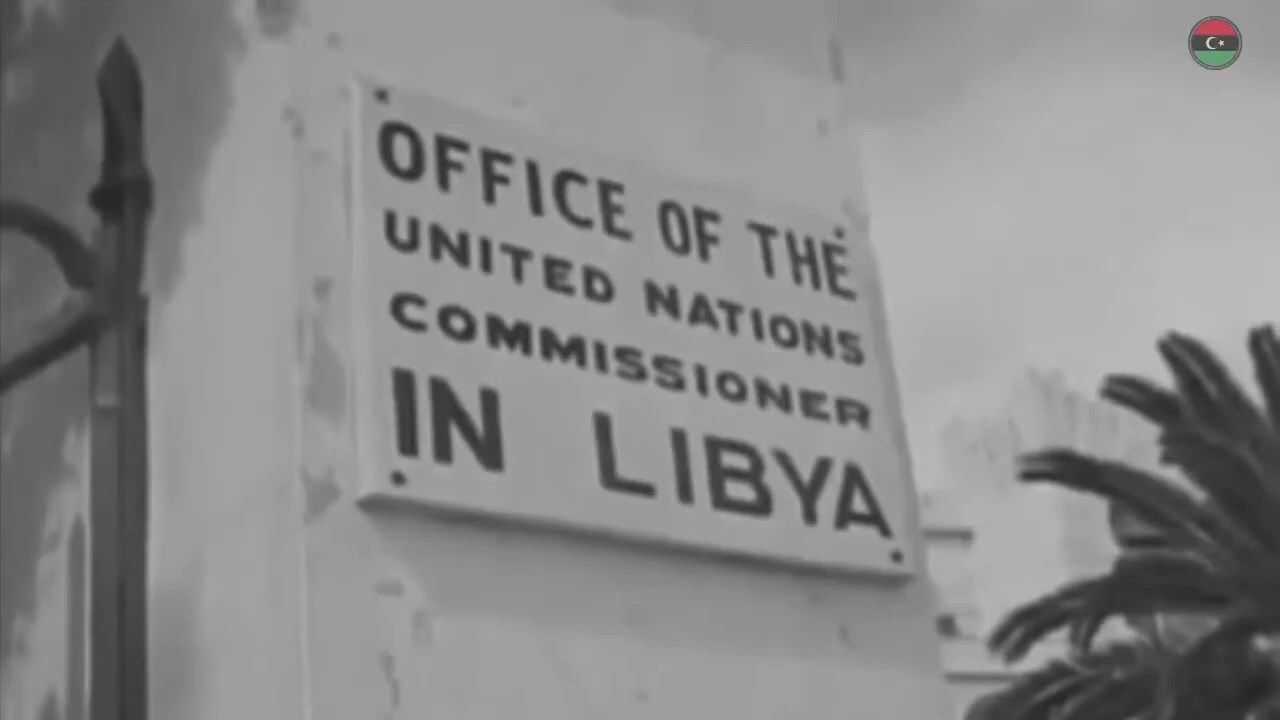 OFFICE OF THE
UNITED NATIONS
COMMISSIONER
IN LIBYA